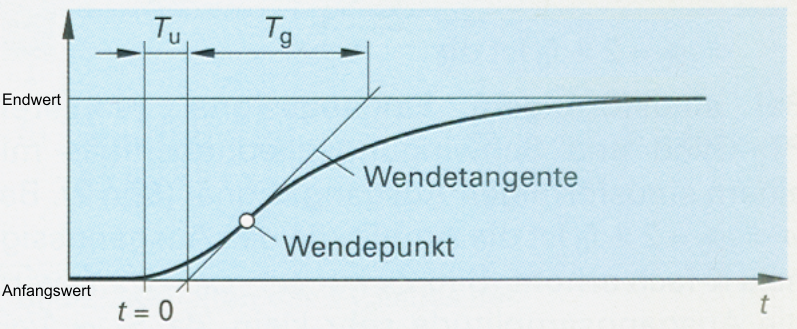 Tu Tg
Endwert
Wendetangente
Wendepunkt
Anfangswert
t = 0
t